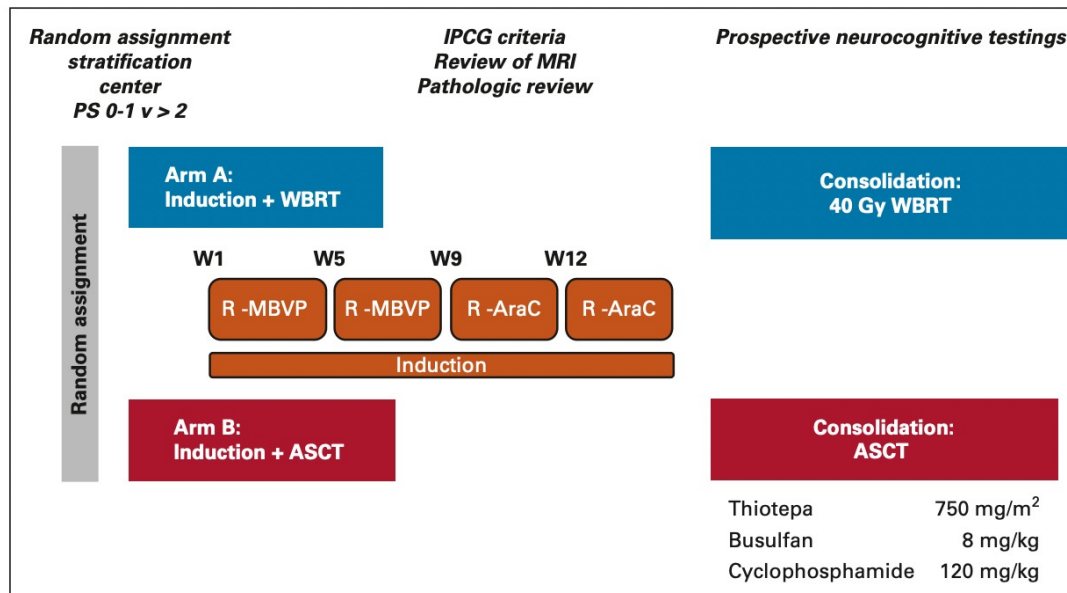 Random assignment
stratification
center
PS 0-1 v > 2
IPCG criteria
Review of MRI
Pathologic review
Prospective neurocognitive testings
Random assignment
Arm A:
Induction + WBRT
Consolidation:
40 Gy WBRT
W1 W5 W9 W12
R -MBVP R -MBVP R -AraC R -AraC
Induction
Arm B:
Induction + ASCT
Consolidation:
ASCT
Thiotepa 750 mg/m²
Busulfan 8 mg/kg
Cyclophosphamide 120 mg/kg